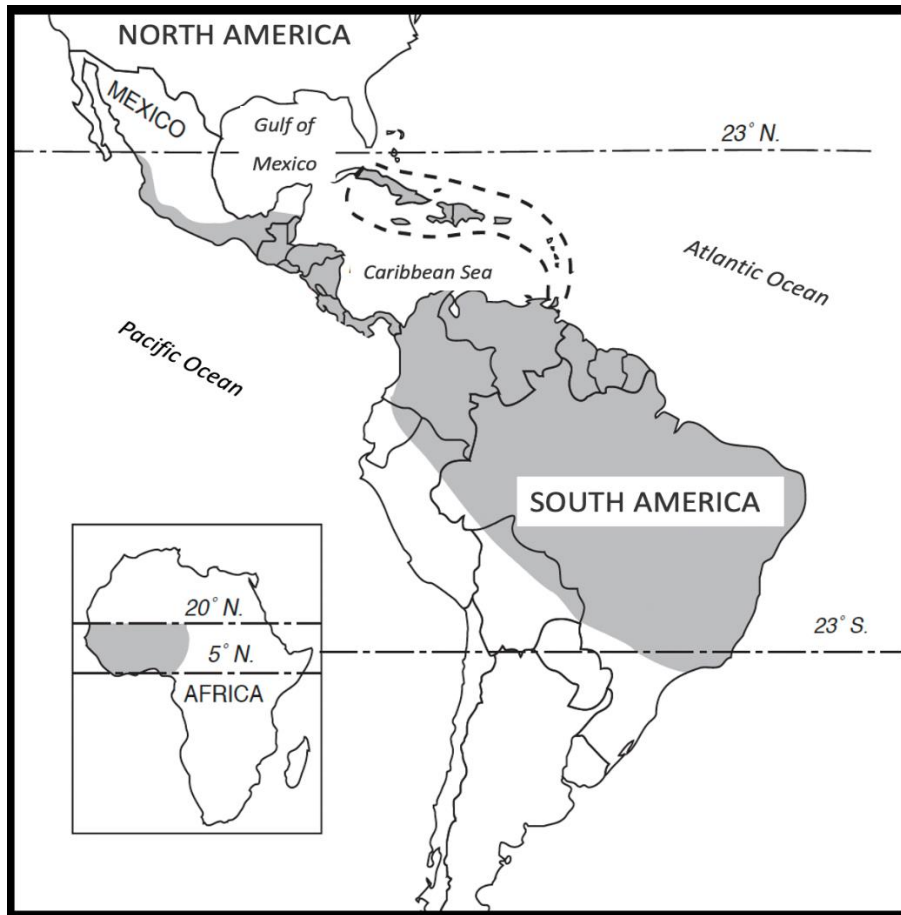 NORTH AMERICA
MEXICO
Gulf of
Mexico
23° N.
Caribbean Sea
Atlantic Ocean
Pacific Ocean
SOUTH AMERICA
20° N.
5° N.
AFRICA
23° S.